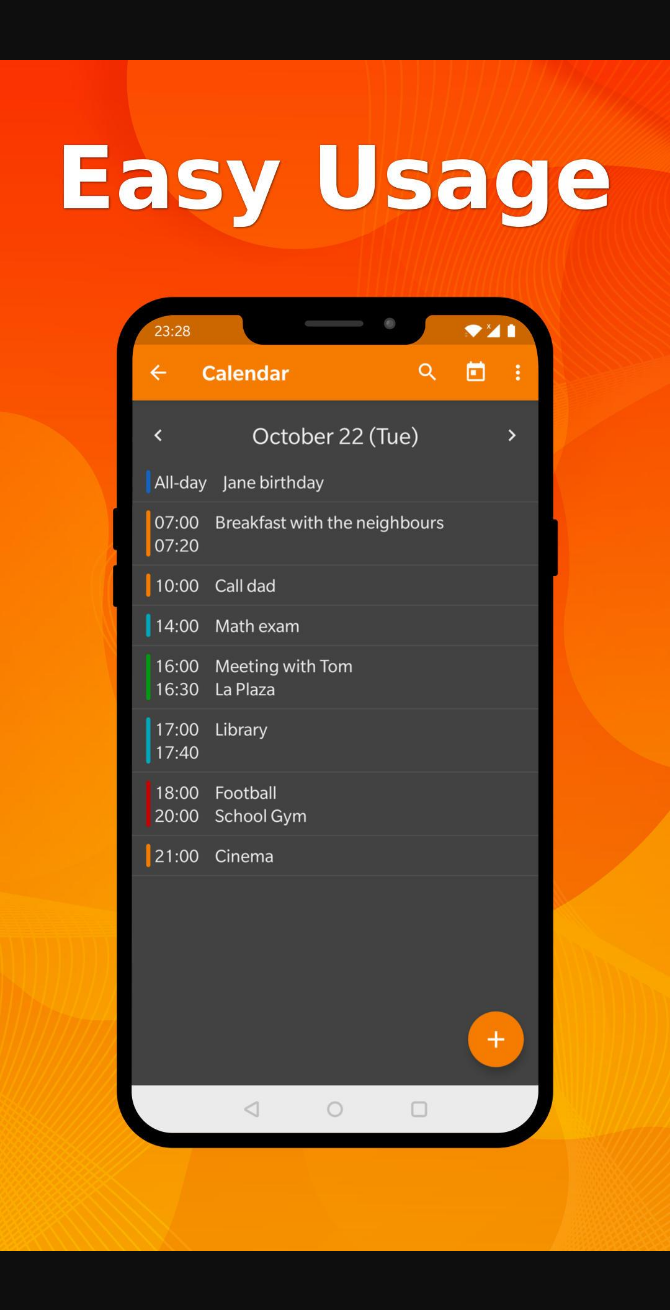 Easy Usage
23:28
Calendar
October 22 (Tue)
All-day Jane birthday
07:00 Breakfast with the neighbours
07:20
10:00 Call dad
14:00 Math exam
16:00 Meeting with Tom
16:30 La Plaza
17:00 Library
17:40
18:00 Football
20:00 School Gym
21:00 Cinema